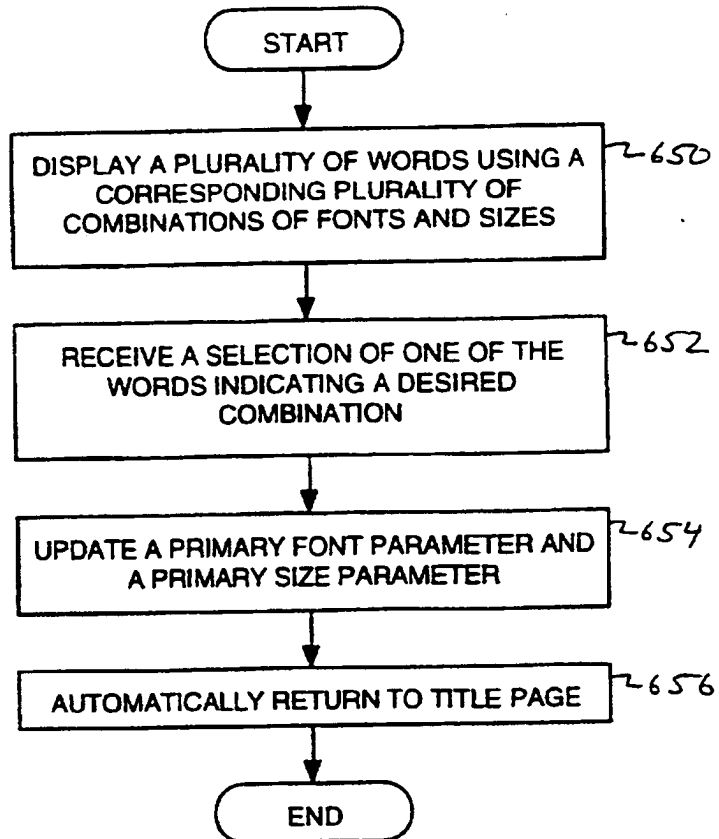 START
DISPLAY A PLURALITY OF WORDS USING A
CORRESPONDING PLURALITY OF
COMBINATIONS OF FONTS AND SIZES
650
RECEIVE A SELECTION OF ONE OF THE
WORDS INDICATING A DESIRED
COMBINATION
652
UPDATE A PRIMARY FONT PARAMETER AND
A PRIMARY SIZE PARAMETER
654
AUTOMATICALLY RETURN TO TITLE PAGE
656
END